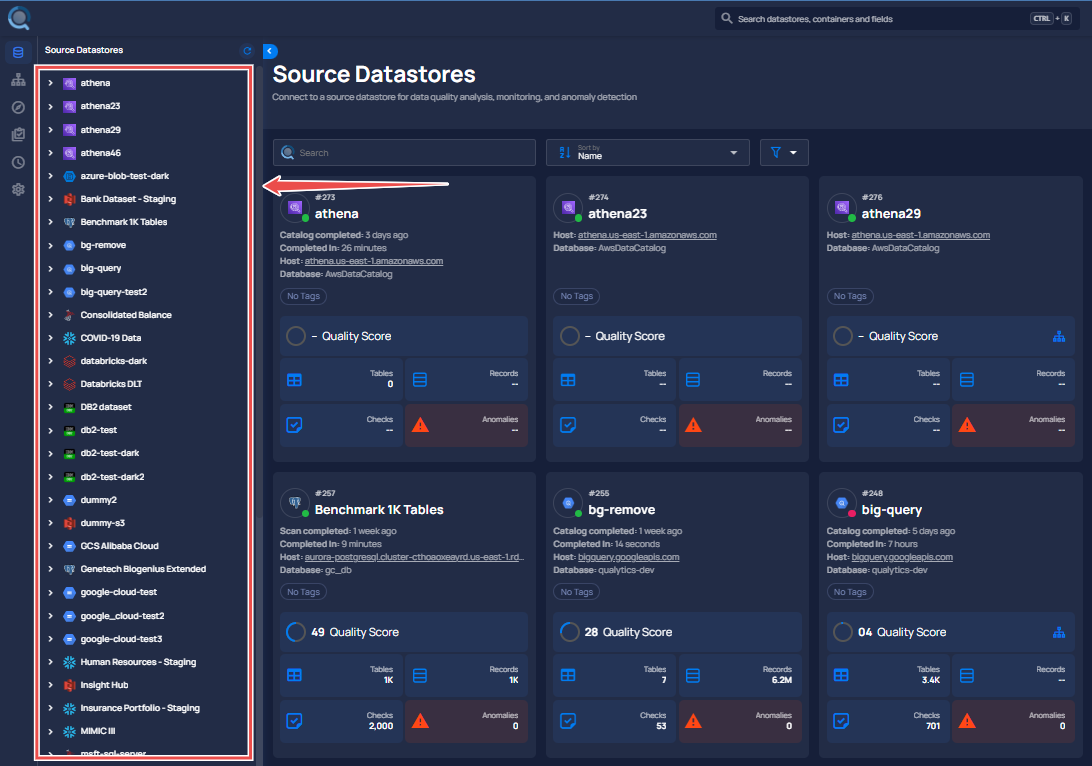 Search datastores, containers and fields
CTRL + K
Source Datastores
athena
athena23
athena29
athena46
azure-blob-test-dark
Bank Dataset - Staging
Benchmark 1K Tables
bg-remove
big-query
big-query-test2
Consolidated Balance
COVID-19 Data
databricks-dark
Databricks DLT
DB2 dataset
db2-test
db2-test-dark
db2-test-dark2
dummy2
dummy-s3
GCS Alibaba Cloud
Genetech Biogenius Extended
google-cloud-test
google_cloud-test2
google-cloud-test3
Human Resources - Staging
Insight Hub
Insurance Portfolio - Staging
MIMIC III
msft-sql-server
Source Datastores
Connect to a source datastore for data quality analysis, monitoring, and anomaly detection
Search
Sort by
Name
#273
athena
Catalog completed: 3 days ago
Completed In: 26 minutes
Host: athena.us-east-1.amazonaws.com
Database: AwsDataCatalog
No Tags
– Quality Score
Tables
0
Records
--
Checks
--
Anomalies
--
#274
athena23
Host: athena.us-east-1.amazonaws.com
Database: AwsDataCatalog
No Tags
– Quality Score
Tables
--
Records
--
Checks
--
Anomalies
--
#276
athena29
Host: athena.us-east-1.amazonaws.com
Database: AwsDataCatalog
No Tags
– Quality Score
Tables
--
Records
--
Checks
--
Anomalies
--
#257
Benchmark 1K Tables
Scan completed: 1 week ago
Completed In: 9 minutes
Host: aurora-postgresql.cluster-cthoaoxeayrd.us-east-1.rd...
Database: gc_db
No Tags
49 Quality Score
Tables
1K
Records
1K
Checks
2,000
Anomalies
0
#255
bg-remove
Catalog completed: 1 week ago
Completed In: 14 seconds
Host: bigquery.googleapis.com
Database: qualytics-dev
No Tags
28 Quality Score
Tables
7
Records
6.2M
Checks
53
Anomalies
0
#248
big-query
Catalog completed: 5 days ago
Completed In: 7 hours
Host: bigquery.googleapis.com
Database: qualytics-dev
No Tags
04 Quality Score
Tables
3.4K
Records
--
Checks
701
Anomalies
0